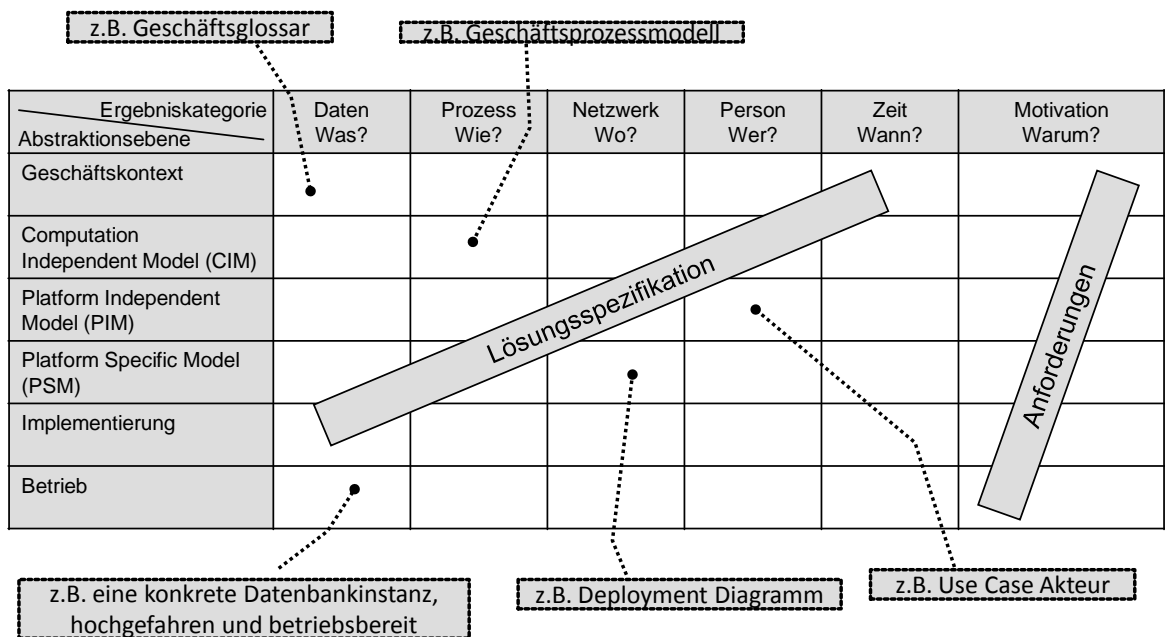 z.B. Geschäftsglossar
z.B. Geschäftsprozessmodell
Ergebniskategorie
Abstraktionsebene
Daten
Was?
Prozess
Wie?
Netzwerk
Wo?
Person
Wer?
Zeit
Wann?
Motivation
Warum?
Geschäftskontext
Computation
Independent Model (CIM)
Platform Independent
Model (PIM)
Platform Specific Model
(PSM)
Implementierung
Betrieb
Lösungsspezifikation
Anforderungen
z.B. eine konkrete Datenbankinstanz,
hochgefahren und betriebsbereit
z.B. Deployment Diagramm
z.B. Use Case Akteur